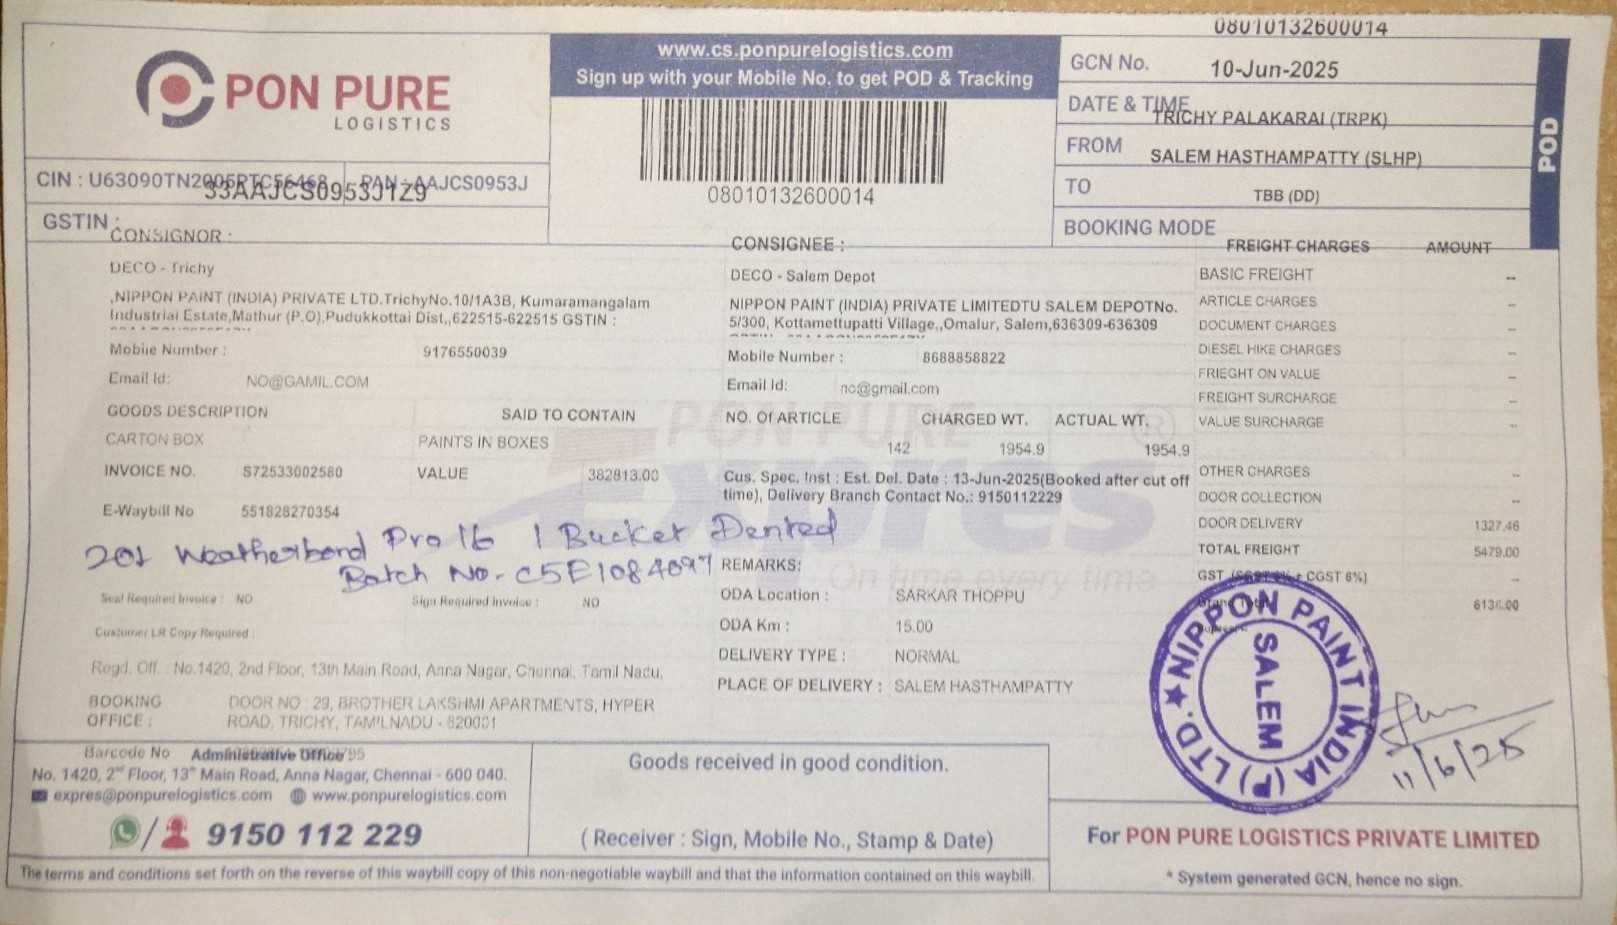 PON PURE
LOGISTICS
www.cs.ponpurelogistics.com
Sign up with your Mobile No. to get POD & Tracking
08010132600014
08010132600014
GCN No.
10-Jun-2025
DATE & TIME
TRICHY PALAKARAI (TRPK)
FROM
SALEM HASTHAMPATTY (SLHP)
TO
TBB (DD)
BOOKING MODE
POD
CIN : PAN : AAJCS0953J
33AAJCS0953J1Z9
GSTIN :
CONSIGNOR :
DECO - Trichy
,NIPPON PAINT (INDIA) PRIVATE LTD.TrichyNo.10/1A3B, Kumaramangalam
Industrial Estate,Mathur (P.O),Pudukkottai Dist,,622515-622515 GSTIN :
Mobile Number : 9176550039
Email Id: NO@GAMIL.COM
GOODS DESCRIPTION SAID TO CONTAIN
CARTON BOX PAINTS IN BOXES
INVOICE NO. S72533002580 VALUE 382813.00
E-Waybill No 551828270354
CONSIGNEE :
DECO - Salem Depot
NIPPON PAINT (INDIA) PRIVATE LIMITEDTU SALEM DEPOTNo.
5/300, Kottamettupatti Village,,Omalur, Salem,636309-636309
Mobile Number : 8688858822
Email Id: no@gmail.com
NO. Of ARTICLE CHARGED WT. ACTUAL WT.
142 1954.9 1954.9
Cus. Spec. Inst : Est. Del. Date : 13-Jun-2025(Booked after cut off
time), Delivery Branch Contact No.: 9150112229
FREIGHT CHARGES AMOUNT
BASIC FREIGHT --
ARTICLE CHARGES --
DOCUMENT CHARGES --
DIESEL HIKE CHARGES --
FRIEGHT ON VALUE --
FREIGHT SURCHARGE --
VALUE SURCHARGE --
OTHER CHARGES --
DOOR COLLECTION --
DOOR DELIVERY 1327.46
TOTAL FREIGHT 5479.00
GST CGST 6%) --
PON PURE
Expres
On time every time
Weatherbond Pro 16 1 Bucket Dented
Batch No.-
Seal Required Invoice : NO Sign Required Invoise : NO
Customer LR Copy Required :
Regd. Off. : No.1420, 2nd Floor, 13th Main Road, Anna Nagar, Chennai, Tamil Nadu,
BOOKING OFFICE : DOOR NO : 29, BROTHER LAKSHMI APARTMENTS, HYPER
ROAD, TRICHY, TAMILNADU - 620001
REMARKS:
ODA Location : SARKAR THOPPU
ODA Km : 15.00
DELIVERY TYPE : NORMAL
PLACE OF DELIVERY : SALEM HASTHAMPATTY
NIPPON PAINT INDIA (P) LTD. ★
SALEM
11/6/25
Barcode No Administrative Office
No. 1420, 2nd Floor, 13th Main Road, Anna Nagar, Chennai - 600 040.
expres@ponpurelogistics.com www.ponpurelogistics.com
9150 112 229
Goods received in good condition.
( Receiver : Sign, Mobile No., Stamp & Date)
For PON PURE LOGISTICS PRIVATE LIMITED
* System generated GCN, hence no sign.
The terms and conditions set forth on the reverse of this waybill copy of this non-negotiable waybill and that the information contained on this waybill.